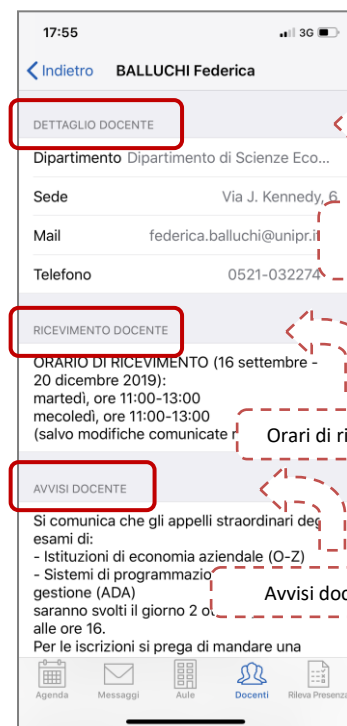 17:55
3G
Indietro BALLUCHI Federica
DETTAGLIO DOCENTE
Dipartimento Dipartimento di Scienze Eco...
Sede Via J. Kennedy, 6
Mail federica.balluchi@unipr.it
Telefono 0521-032274
RICEVIMENTO DOCENTE
ORARIO DI RICEVIMENTO (16 settembre -
20 dicembre 2019):
martedì, ore 11:00-13:00
mecoledì, ore 11:00-13:00
(salvo modifiche comunicate
Orari di ri
AVVISI DOCENTE
Si comunica che gli appelli straordinari deg
esami di:
- Istituzioni di economia aziendale (O-Z)
- Sistemi di programmazio
gestione (ADA)
Avvisi doc
saranno svolti il giorno 2
alle ore 16.
Per le iscrizioni si prega di mandare una
Agenda Messaggi Aule Docenti Rileva Presenza